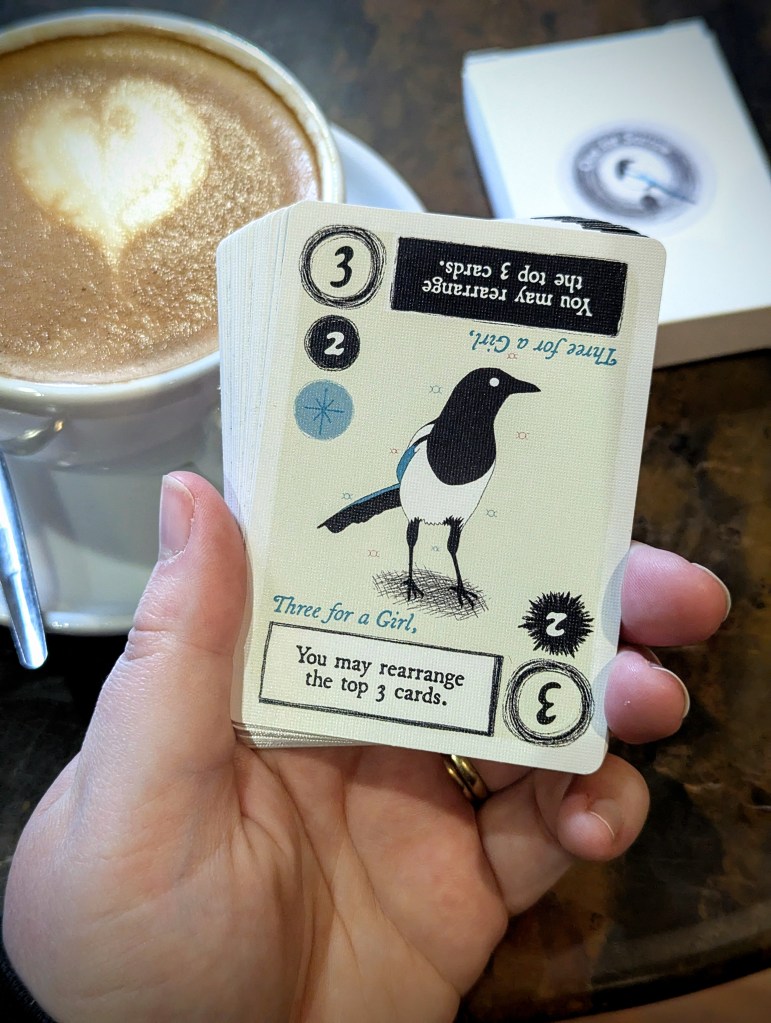 3
You may rearrange
the top 3 cards.
2
Three for a Girl,
Three for a Girl,
2
You may rearrange
the top 3 cards.
3